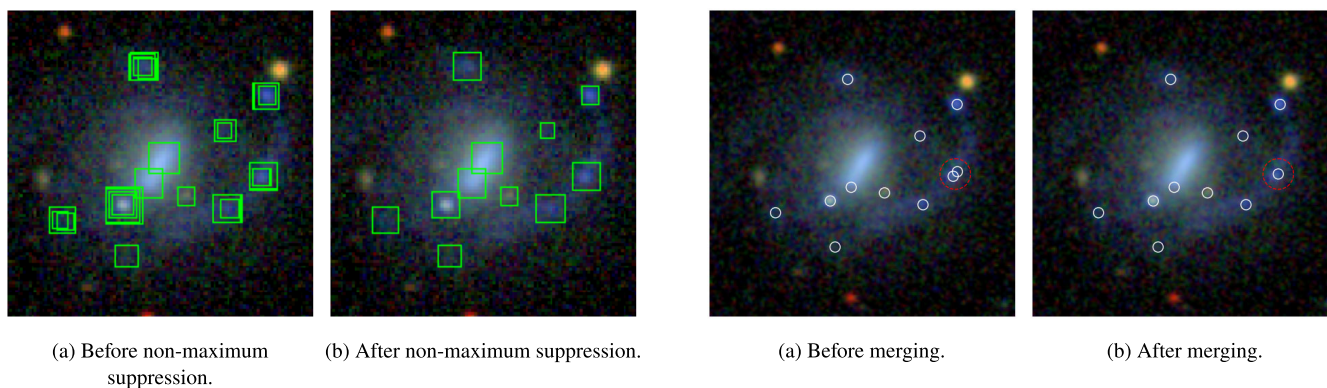 (a) Before non-maximum
suppression.
(b) After non-maximum suppression.
(a) Before merging.
(b) After merging.